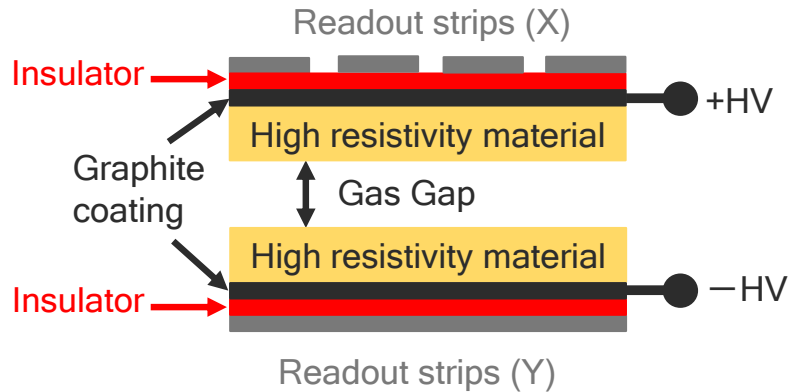 Readout strips (X)
Insulator
+HV
High resistivity material
Graphite
coating
Gas Gap
High resistivity material
Insulator
—HV
Readout strips (Y)